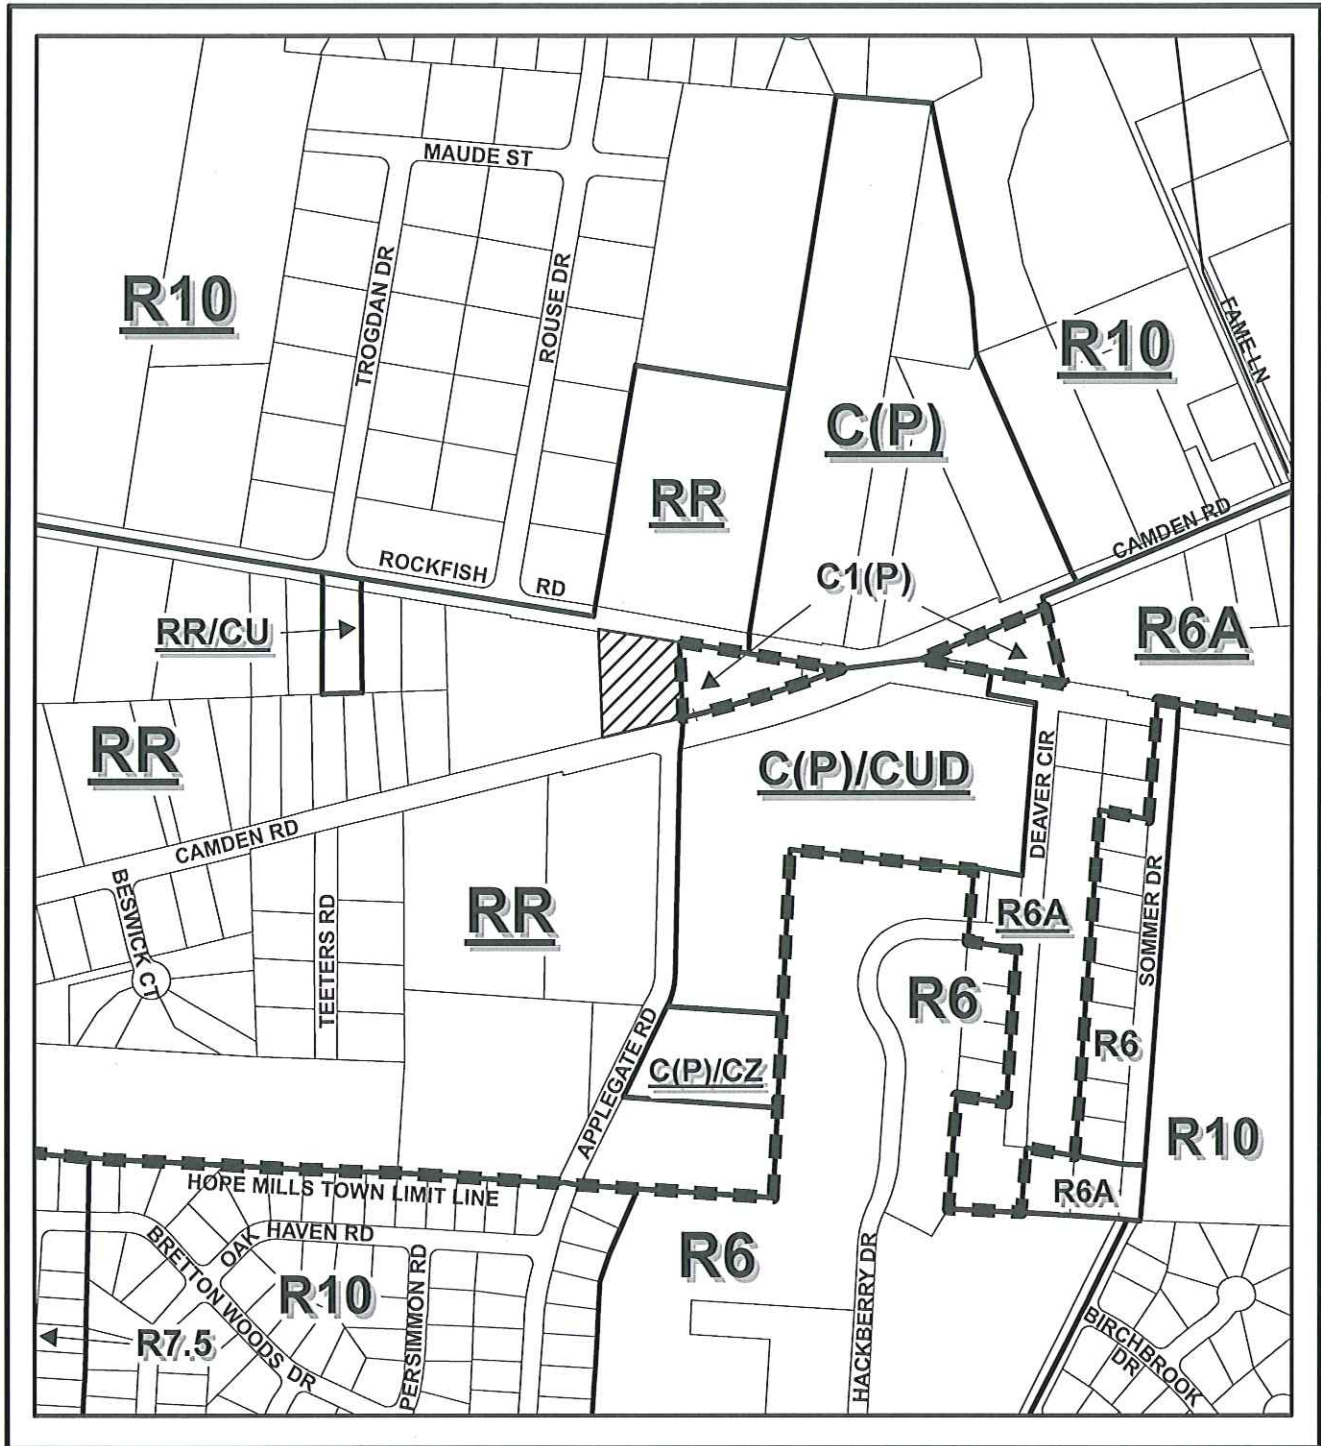 MAUDE ST
TROGDAN DR
ROUSE DR
R10
FAME LN
R10
C(P)
RR
CAMDEN RD
ROCKFISH RD
C1(P)
RR/CU
R6A
RR
C(P)/CUD
DEAVER CIR
CAMDEN RD
BESWICK CT
TEETERS RD
RR
R6A
SOMMER DR
R6
R6
APPLEGATE RD
C(P)/CZ
R10
HOPE MILLS TOWN LIMIT LINE
R6A
OAK HAVEN RD
BRETTON WOODS DR
R6
HACKBERRY DR
R10
PERSIMMON RD
R7.5
BIRCHBROOK DR